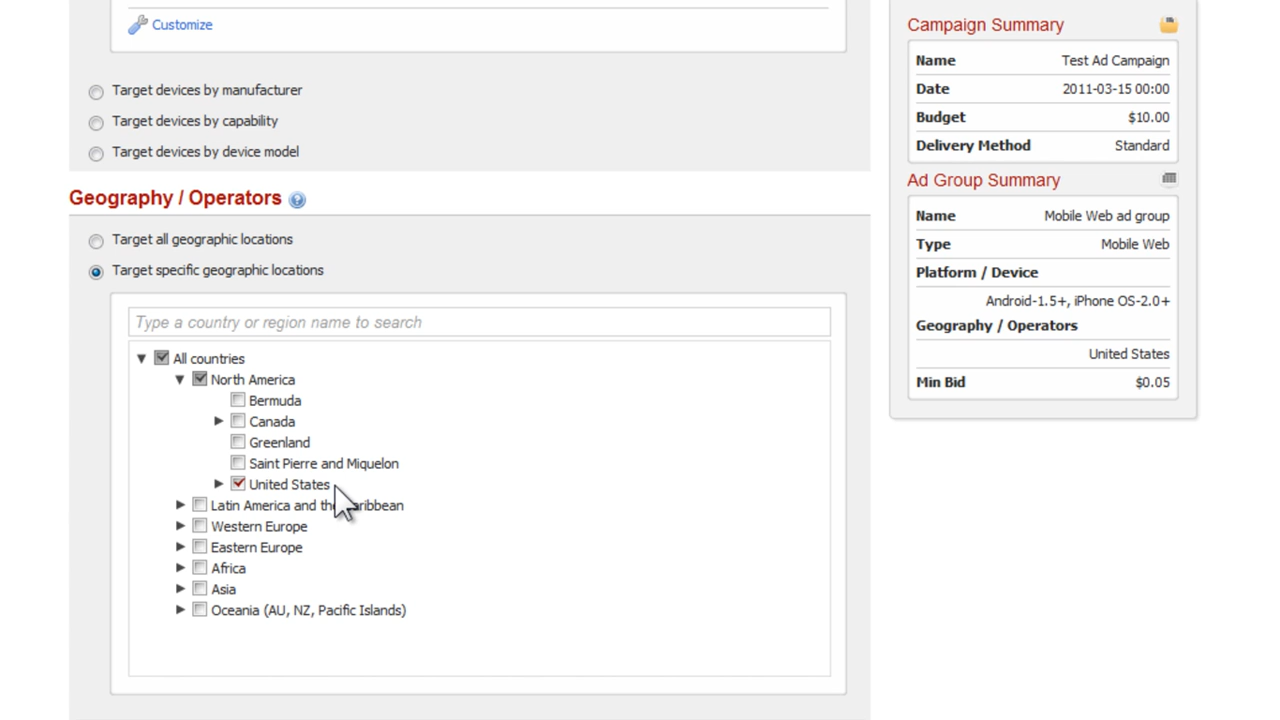 Customize
Target devices by manufacturer
Target devices by capability
Target devices by device model
Geography / Operators
Target all geographic locations
Target specific geographic locations
Type a country or region name to search
All countries
North America
Bermuda
Canada
Greenland
Saint Pierre and Miquelon
United States
Latin America and the Caribbean
Western Europe
Eastern Europe
Africa
Asia
Oceania (AU, NZ, Pacific Islands)
Campaign Summary
Name Test Ad Campaign
Date 2011-03-15 00:00
Budget $10.00
Delivery Method Standard
Ad Group Summary
Name Mobile Web ad group
Type Mobile Web
Platform / Device
Android-1.5+, iPhone OS-2.0+
Geography / Operators
United States
Min Bid $0.05